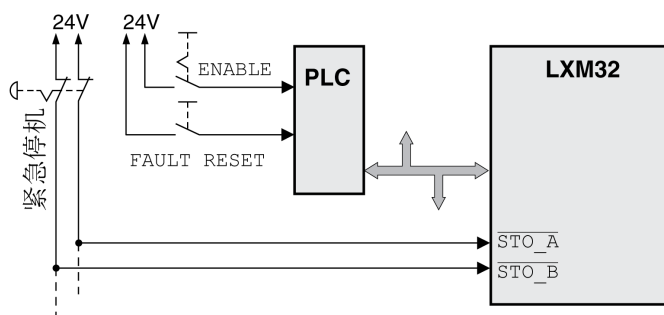 24V
24V
ENABLE
PLC
LXM32
FAULT RESET
紧急停机
STO_A
STO_B